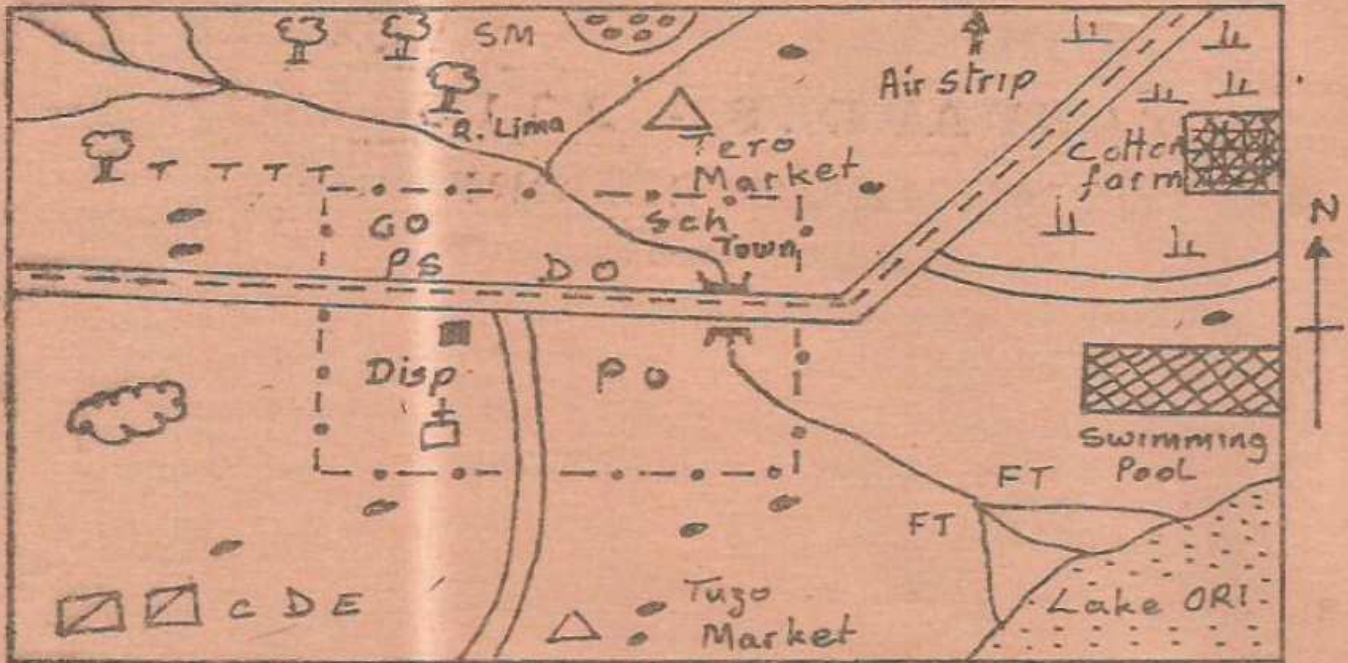 SM
Air strip
R. Lima
Tero
Market
Cotton
farm
T T T T T
GO
Sch
Town
PS
DO
N
Disp
PO
Swimming
Pool
FT
FT
C D E
Tugo
Market
Lake ORI